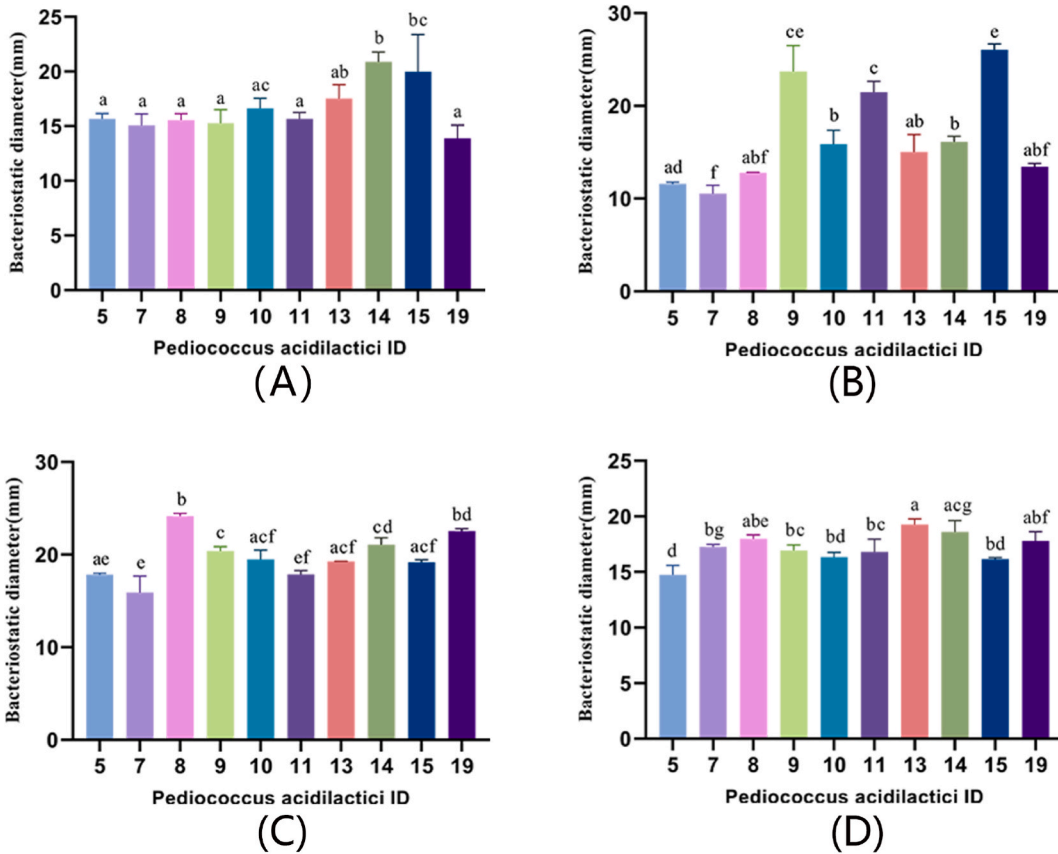 25
20
15
10
5
0
Bacteriostatic diameter(mm)
a a a a ac a ab b bc a
5 7 8 9 10 11 13 14 15 19
Pediococcus acidilactici ID
(A)
30
20
10
0
Bacteriostatic diameter(mm)
ad f abf ce b c ab b e abf
5 7 8 9 10 11 13 14 15 19
Pediococcus acidilactici ID
(B)
30
20
10
0
Bacteriostatic diameter(mm)
ae e b c acf ef acf cd acf bd
5 7 8 9 10 11 13 14 15 19
Pediococcus acidilactici ID
(C)
25
20
15
10
5
0
Bacteriostatic diameter(mm)
d bg abe bc bd bc a acg bd abf
5 7 8 9 10 11 13 14 15 19
Pediococcus acidilactici ID
(D)